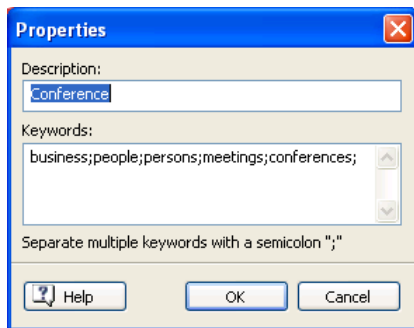 Properties
Description:
Conference
Keywords:
business;people;persons;meetings;conferences;
Separate multiple keywords with a semicolon ";"
Help
OK
Cancel